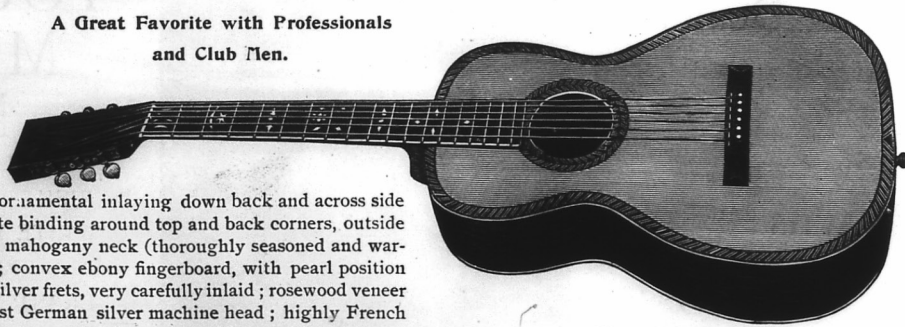 A Great Favorite with Professionals
and Club Men.
ornamental inlaying down back and across side
te binding around top and back corners, outside
mahogany neck (thoroughly seasoned and war-
; convex ebony fingerboard, with pearl position
ilver frets, very carefully inlaid ; rosewood veneer
st German silver machine head ; highly French